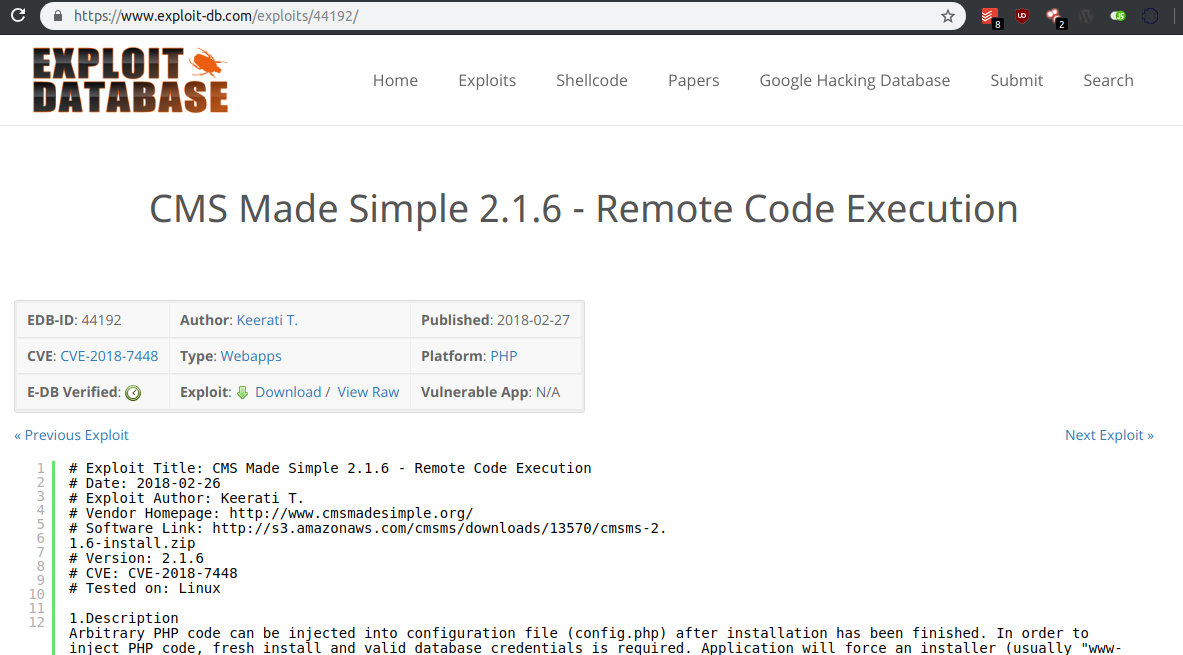 https://www.exploit-db.com/exploits/44192/
8
2
EXPLOIT
DATABASE
Home Exploits Shellcode Papers Google Hacking Database Submit Search
CMS Made Simple 2.1.6 - Remote Code Execution
EDB-ID: 44192 Author: Keerati T. Published: 2018-02-27
CVE: CVE-2018-7448 Type: Webapps Platform: PHP
E-DB Verified: Exploit: Download / View Raw Vulnerable App: N/A
« Previous Exploit Next Exploit »
1 # Exploit Title: CMS Made Simple 2.1.6 - Remote Code Execution
2 # Date: 2018-02-26
3 # Exploit Author: Keerati T.
4 # Vendor Homepage: http://www.cmsmadesimple.org/
5 # Software Link: http://s3.amazonaws.com/cmsms/downloads/13570/cmsms-2.
6 1.6-install.zip
7 # Version: 2.1.6
8 # CVE: CVE-2018-7448
9 # Tested on: Linux
10
11 1.Description
12 Arbitrary PHP code can be injected into configuration file (config.php) after installation has been finished. In order to
inject PHP code, fresh install and valid database credentials is required. Application will force an installer (usually "www-